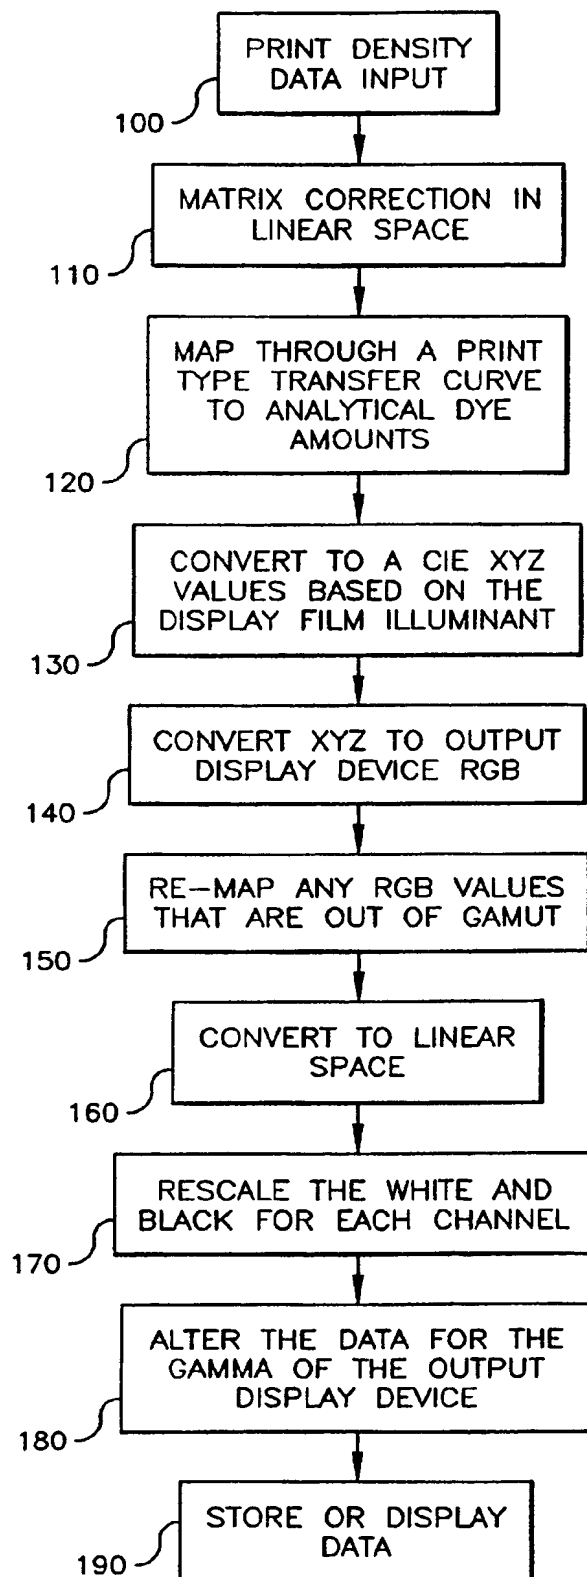 PRINT DENSITY
DATA INPUT
100
MATRIX CORRECTION IN
LINEAR SPACE
110
MAP THROUGH A PRINT
TYPE TRANSFER CURVE
TO ANALYTICAL DYE
AMOUNTS
120
CONVERT TO A CIE XYZ
VALUES BASED ON THE
DISPLAY FILM ILLUMINANT
130
CONVERT XYZ TO OUTPUT
DISPLAY DEVICE RGB
140
RE-MAP ANY RGB VALUES
THAT ARE OUT OF GAMUT
150
CONVERT TO LINEAR
SPACE
160
RESCALE THE WHITE AND
BLACK FOR EACH CHANNEL
170
ALTER THE DATA FOR THE
GAMMA OF THE OUTPUT
DISPLAY DEVICE
180
STORE OR DISPLAY
DATA
190